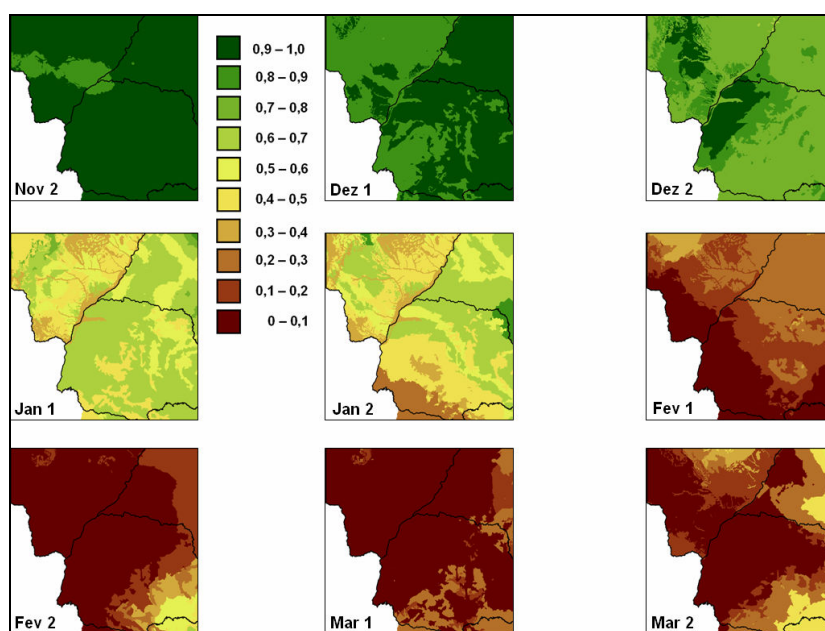 0,9 – 1,0
0,8 – 0,9
0,7 – 0,8
0,6 – 0,7
0,5 – 0,6
0,4 – 0,5
0,3 – 0,4
0,2 – 0,3
0,1 – 0,2
0 – 0,1
Nov 2
Dez 1
Dez 2
Jan 1
Jan 2
Fev 1
Fev 2
Mar 1
Mar 2